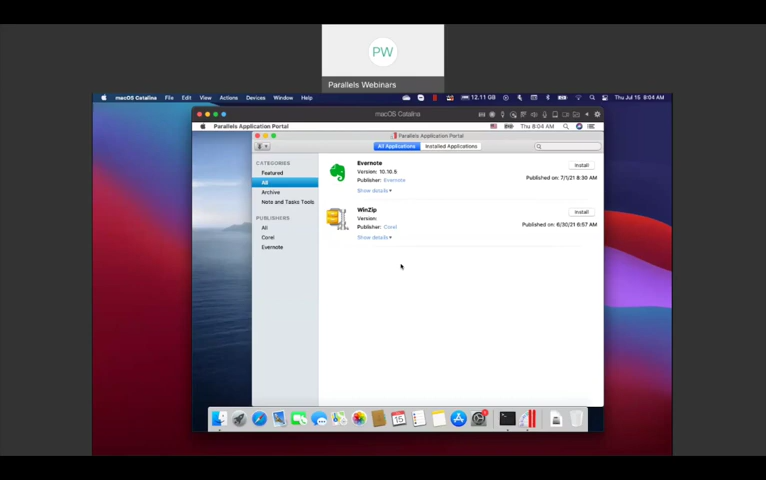 PW
Parallels Webinars
macOS Catalina File Edit View Actions Devices Window Help 12.11 GB Thu Jul 15 8:04 AM
macOS Catalina
Parallels Application Portal Thu 8:04 AM
Parallels Application Portal
All Applications Installed Applications
CATEGORIES
Featured
All
Archive
Note and Tasks Tools
PUBLISHERS
All
Corel
Evernote
Evernote
Install
Version: 10.10.5
Publisher: Evernote
Published on: 7/1/21 8:30 AM
Show details
WinZip
Install
Version:
Publisher: Corel
Published on: 6/30/21 6:57 AM
Show details
15